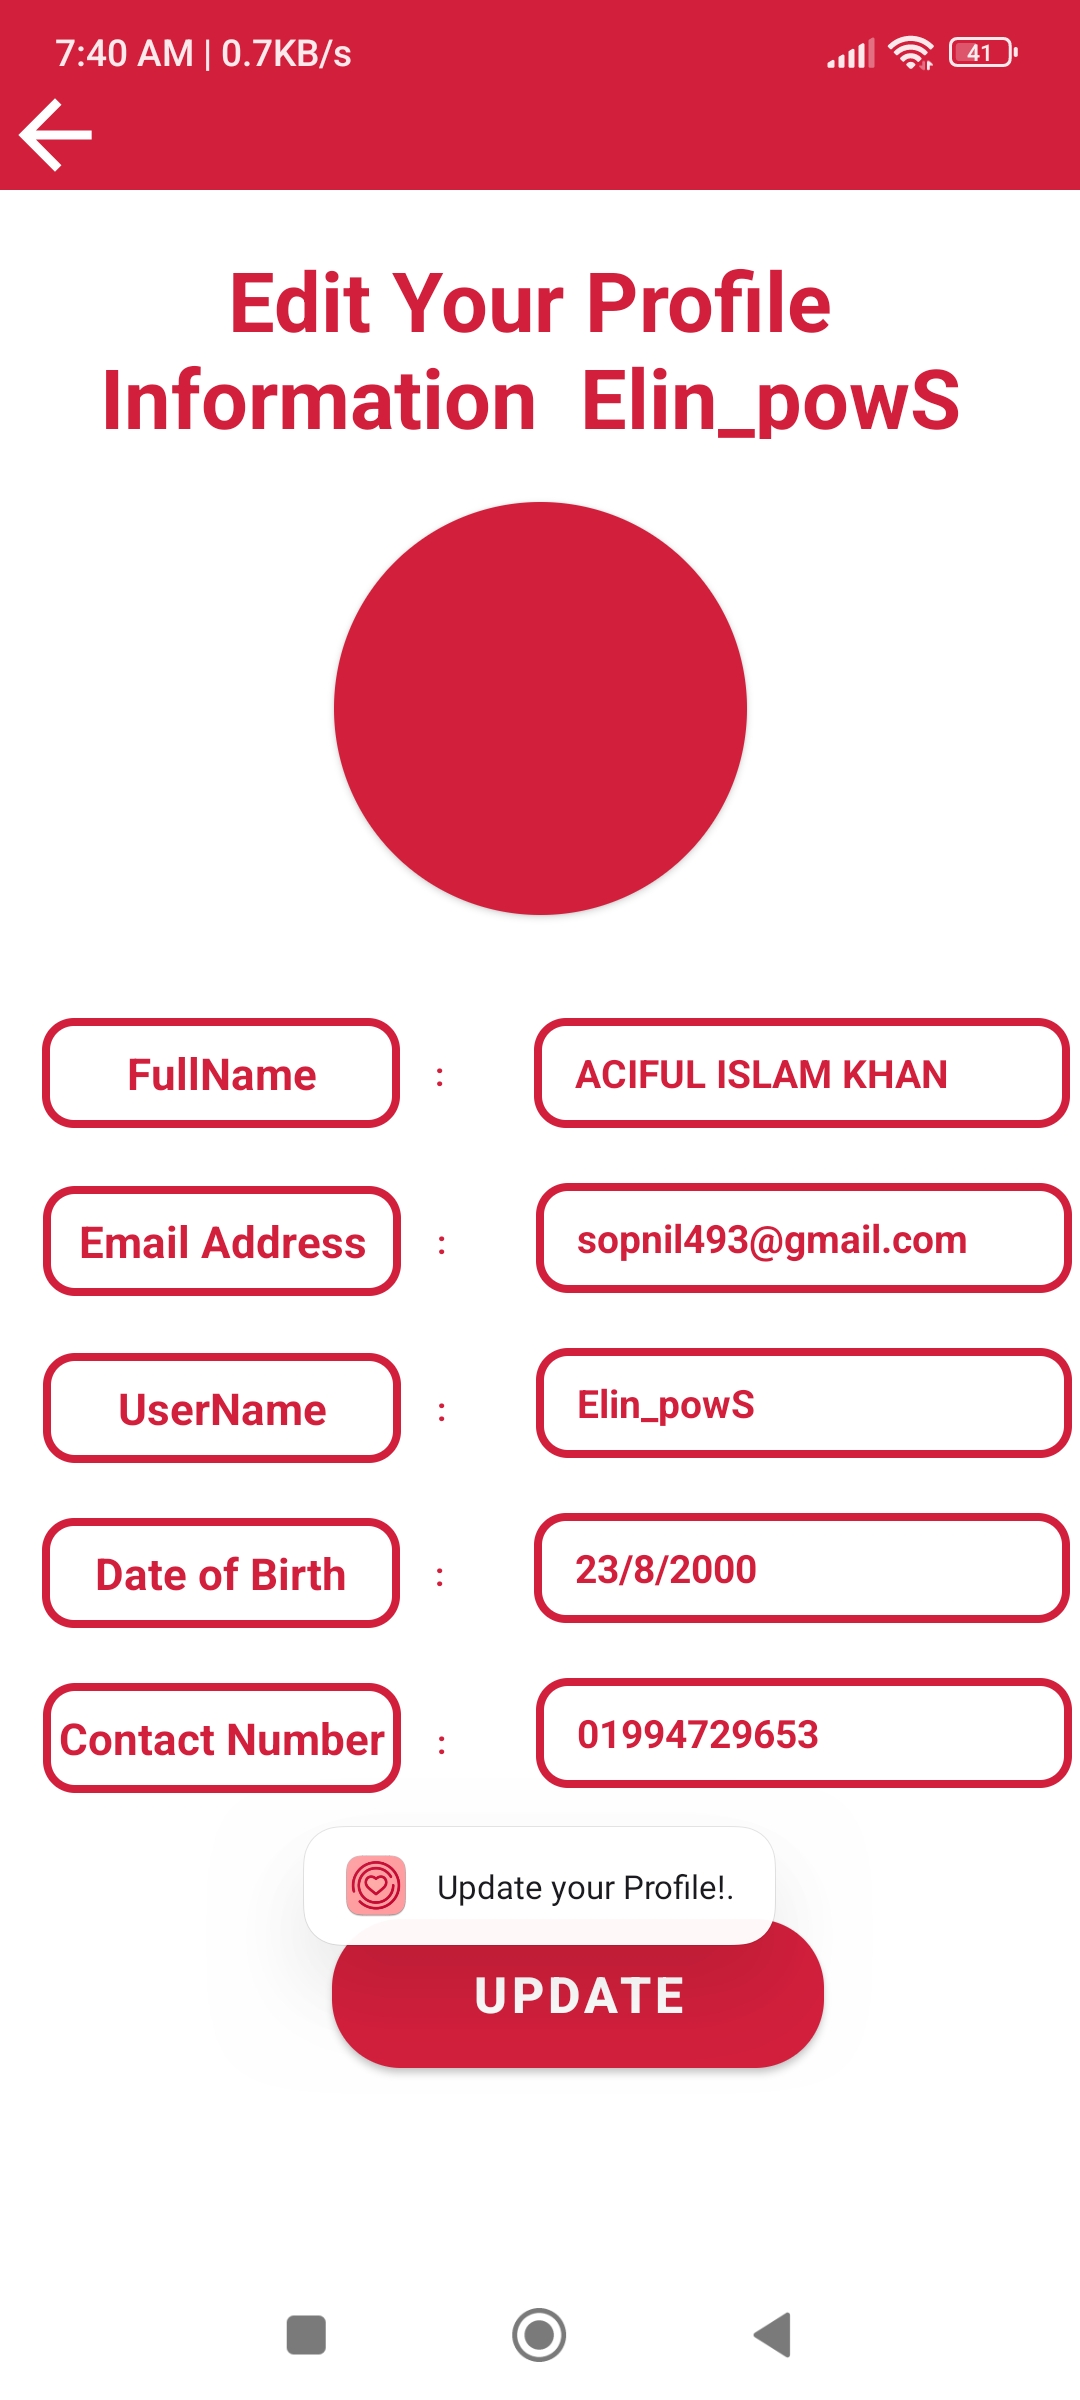 7:40 AM | 0.7KB/s
41
Edit Your Profile
Information  Elin_powS
FullName : ACIFUL ISLAM KHAN
Email Address : sopnil493@gmail.com
UserName : Elin_powS
Date of Birth : 23/8/2000
Contact Number : 01994729653
Update your Profile!.
UPDATE